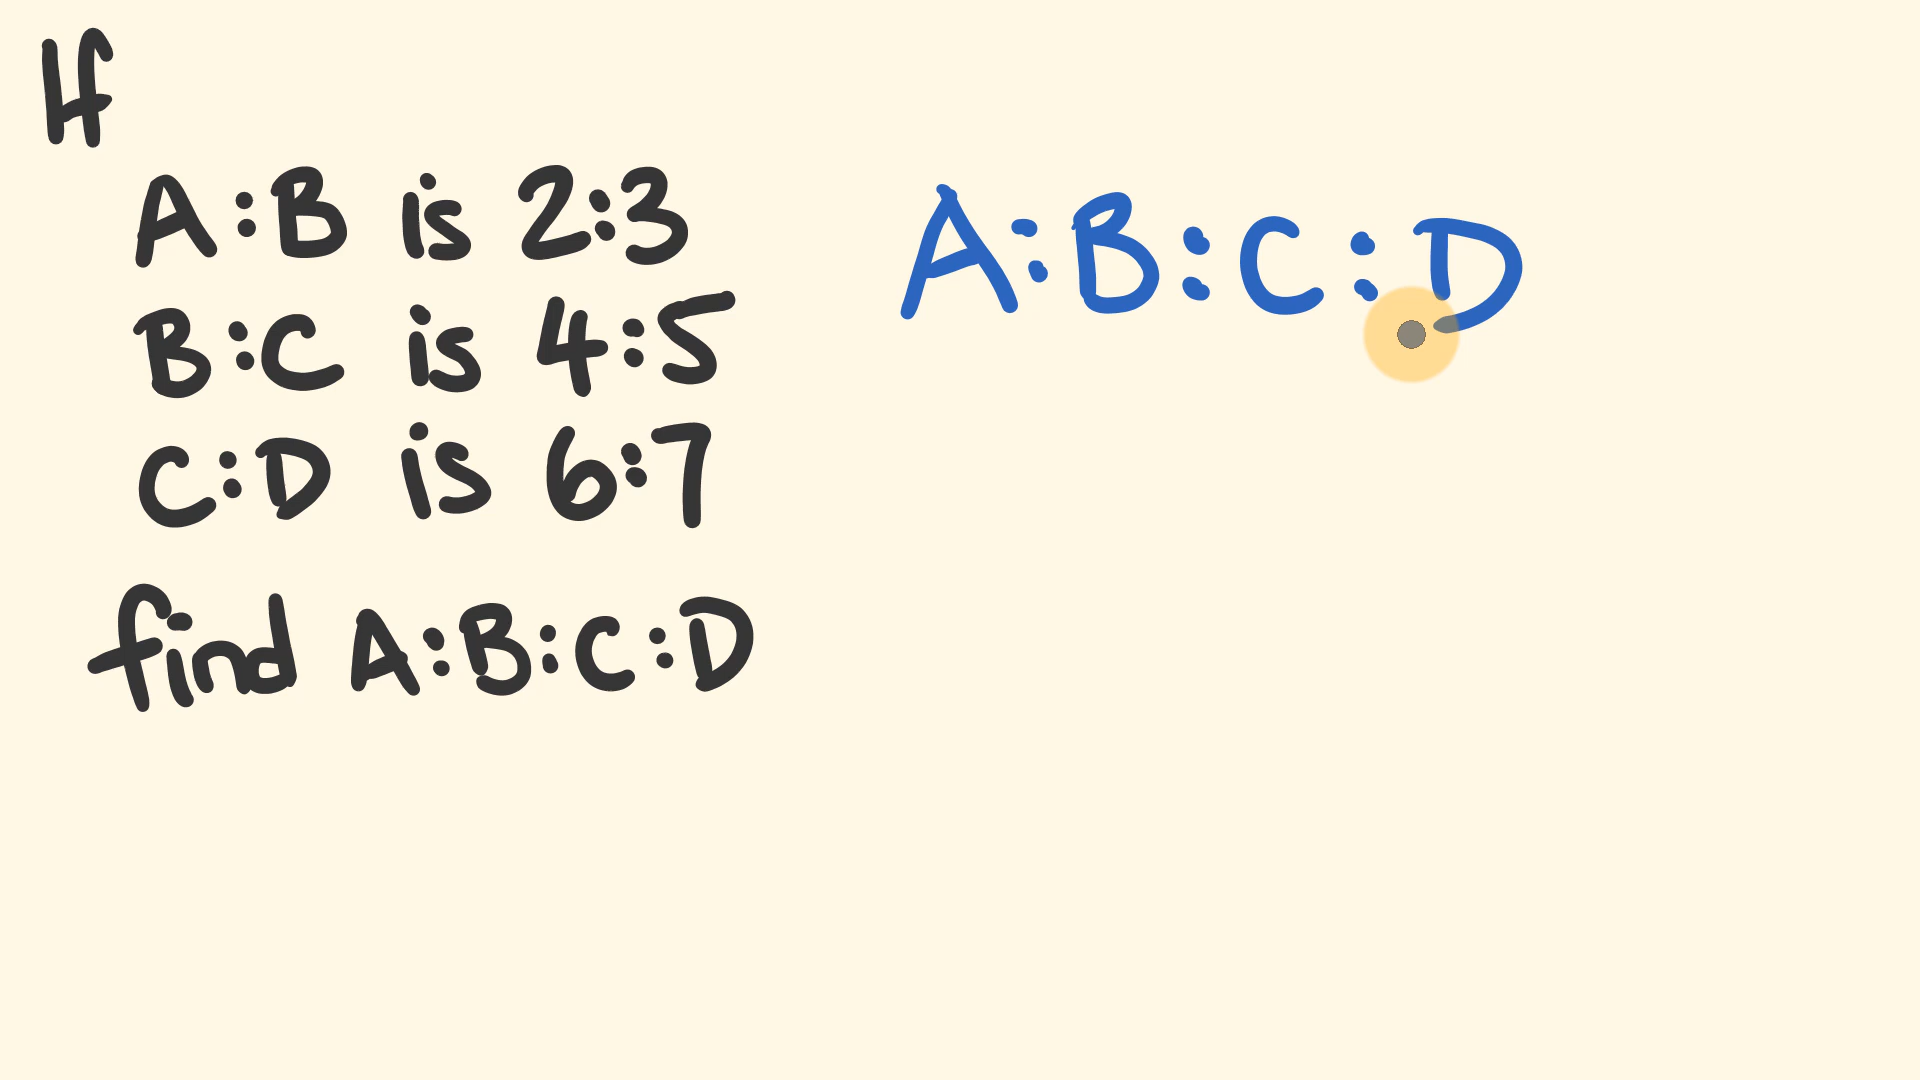 If
A:B is 2:3
B:C is 4:5
C:D is 6:7
find A:B:C:D
A:B:C:D